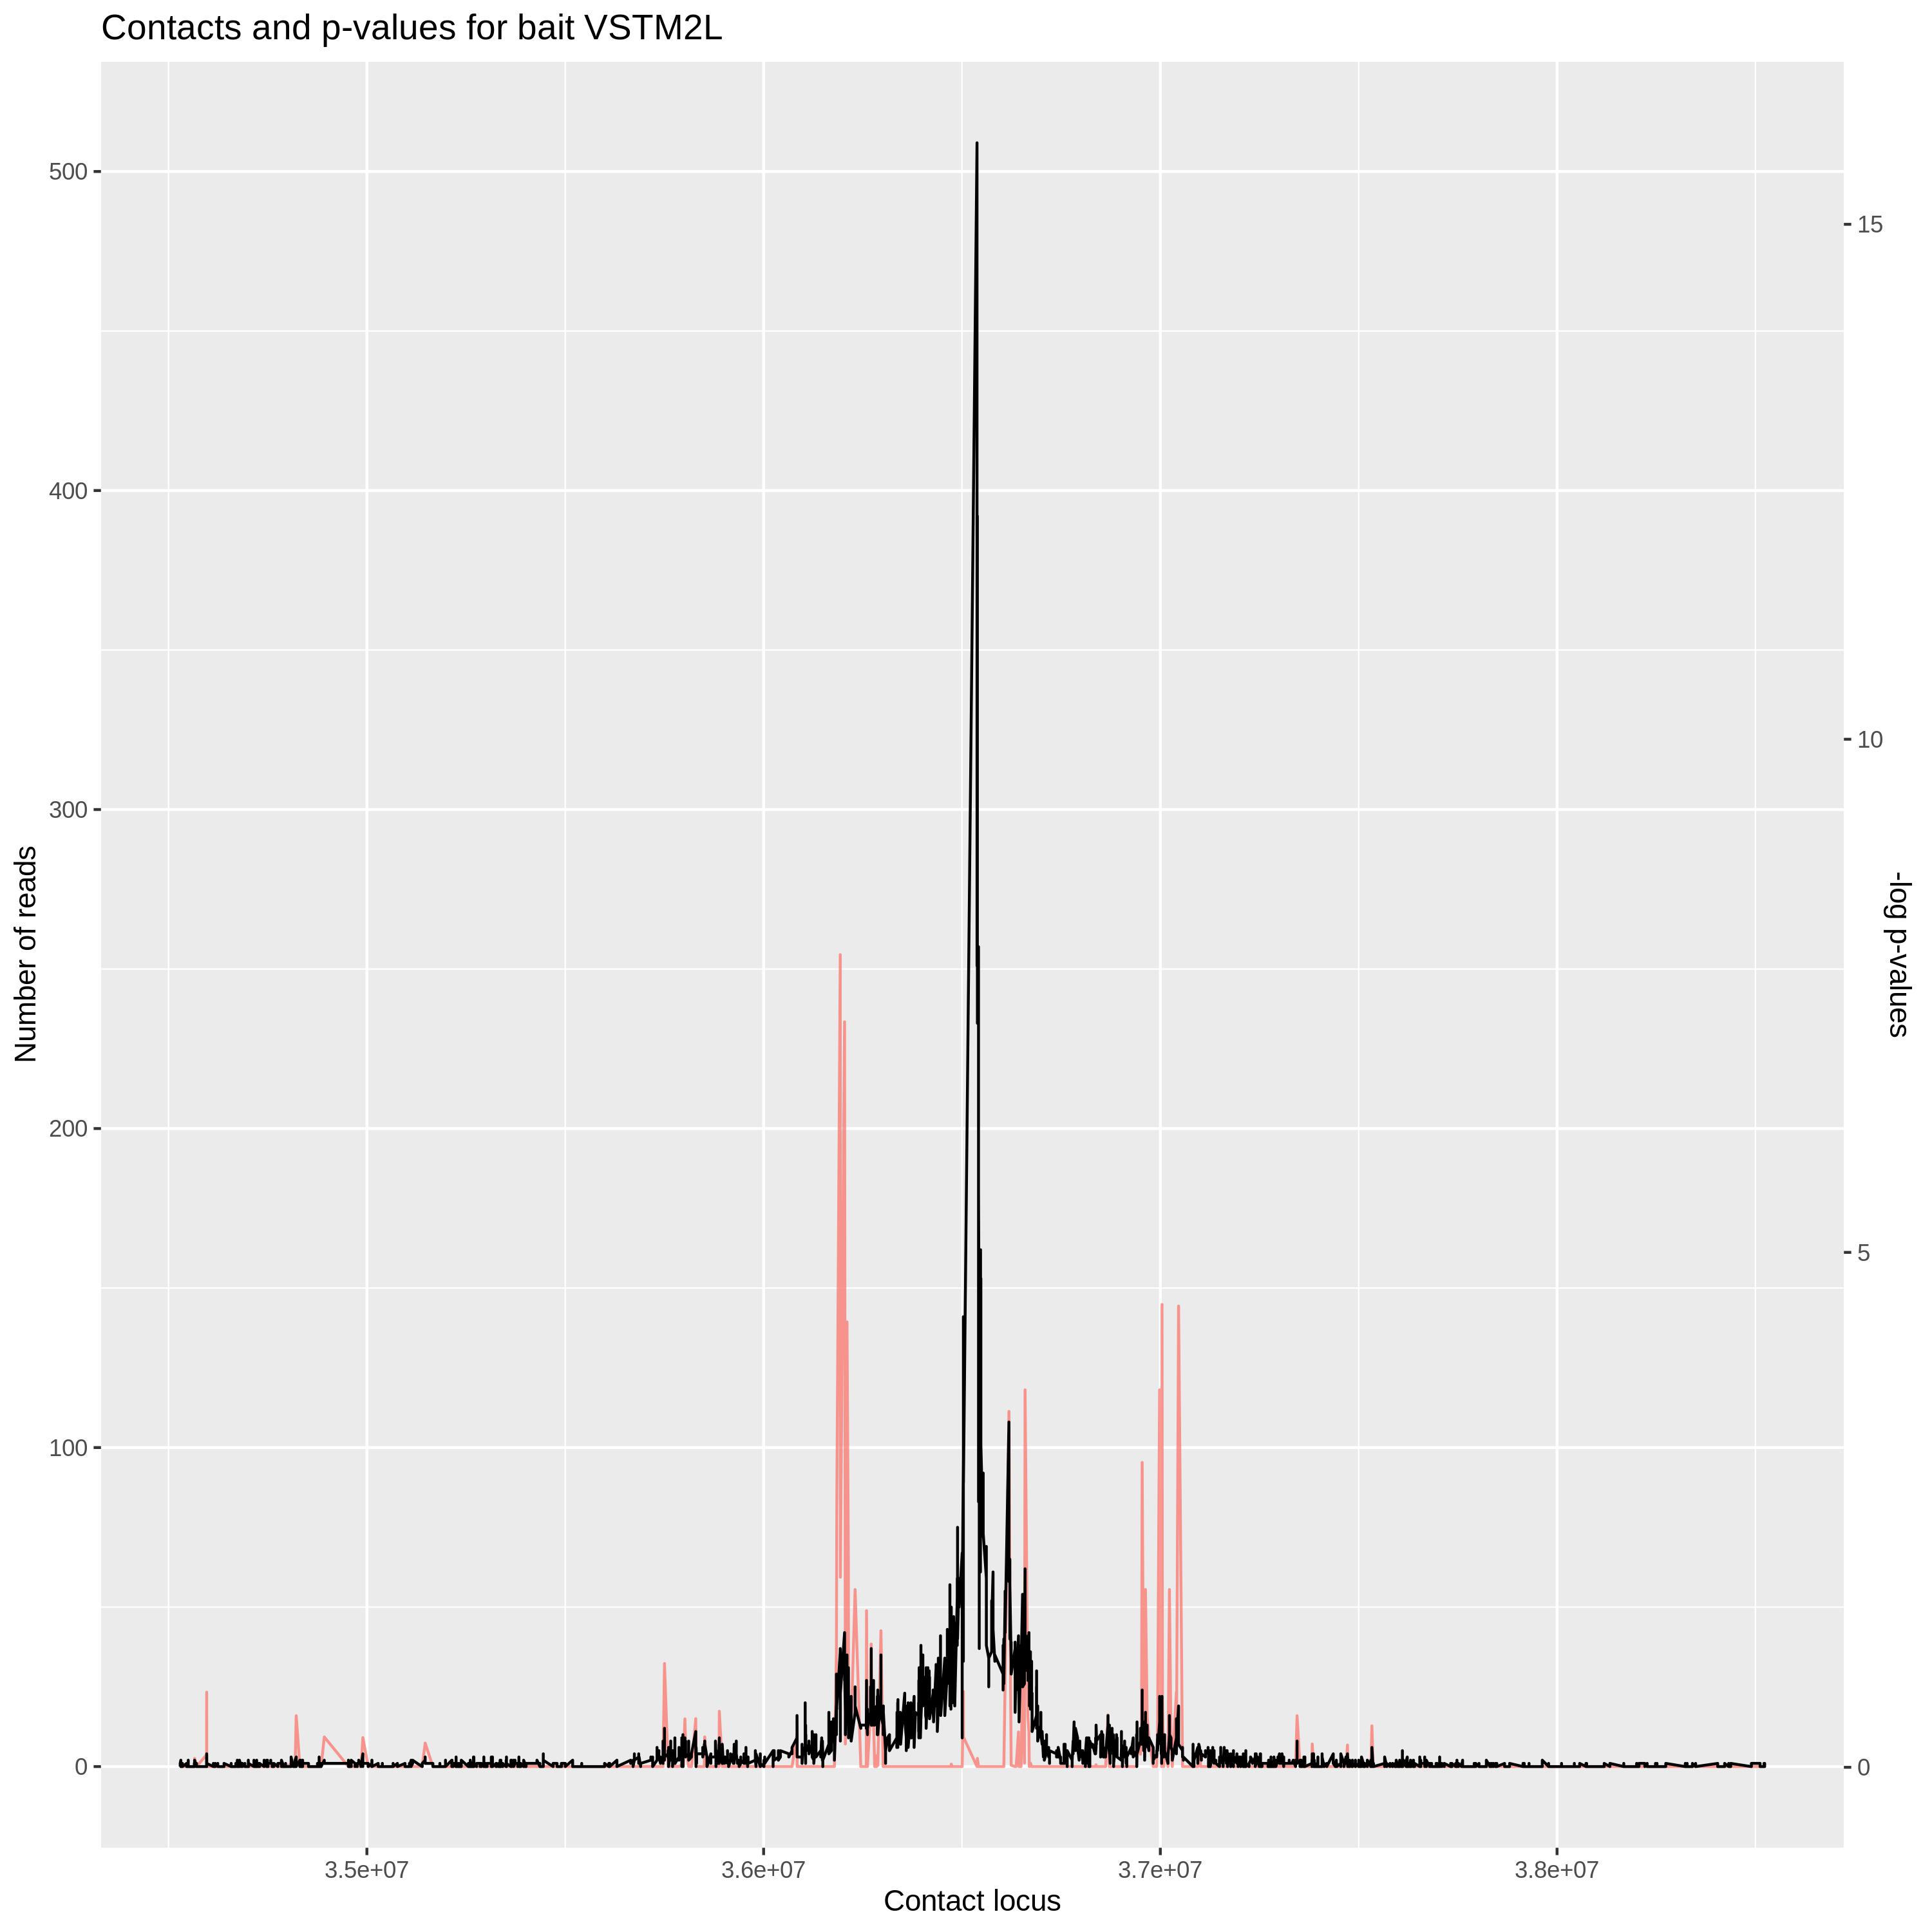 Contacts and p-values for bait VSTM2L
500
400
300
200
100
0
Number of reads
15
10
5
0
-log p-values
3.5e+07
3.6e+07
3.7e+07
3.8e+07
Contact locus